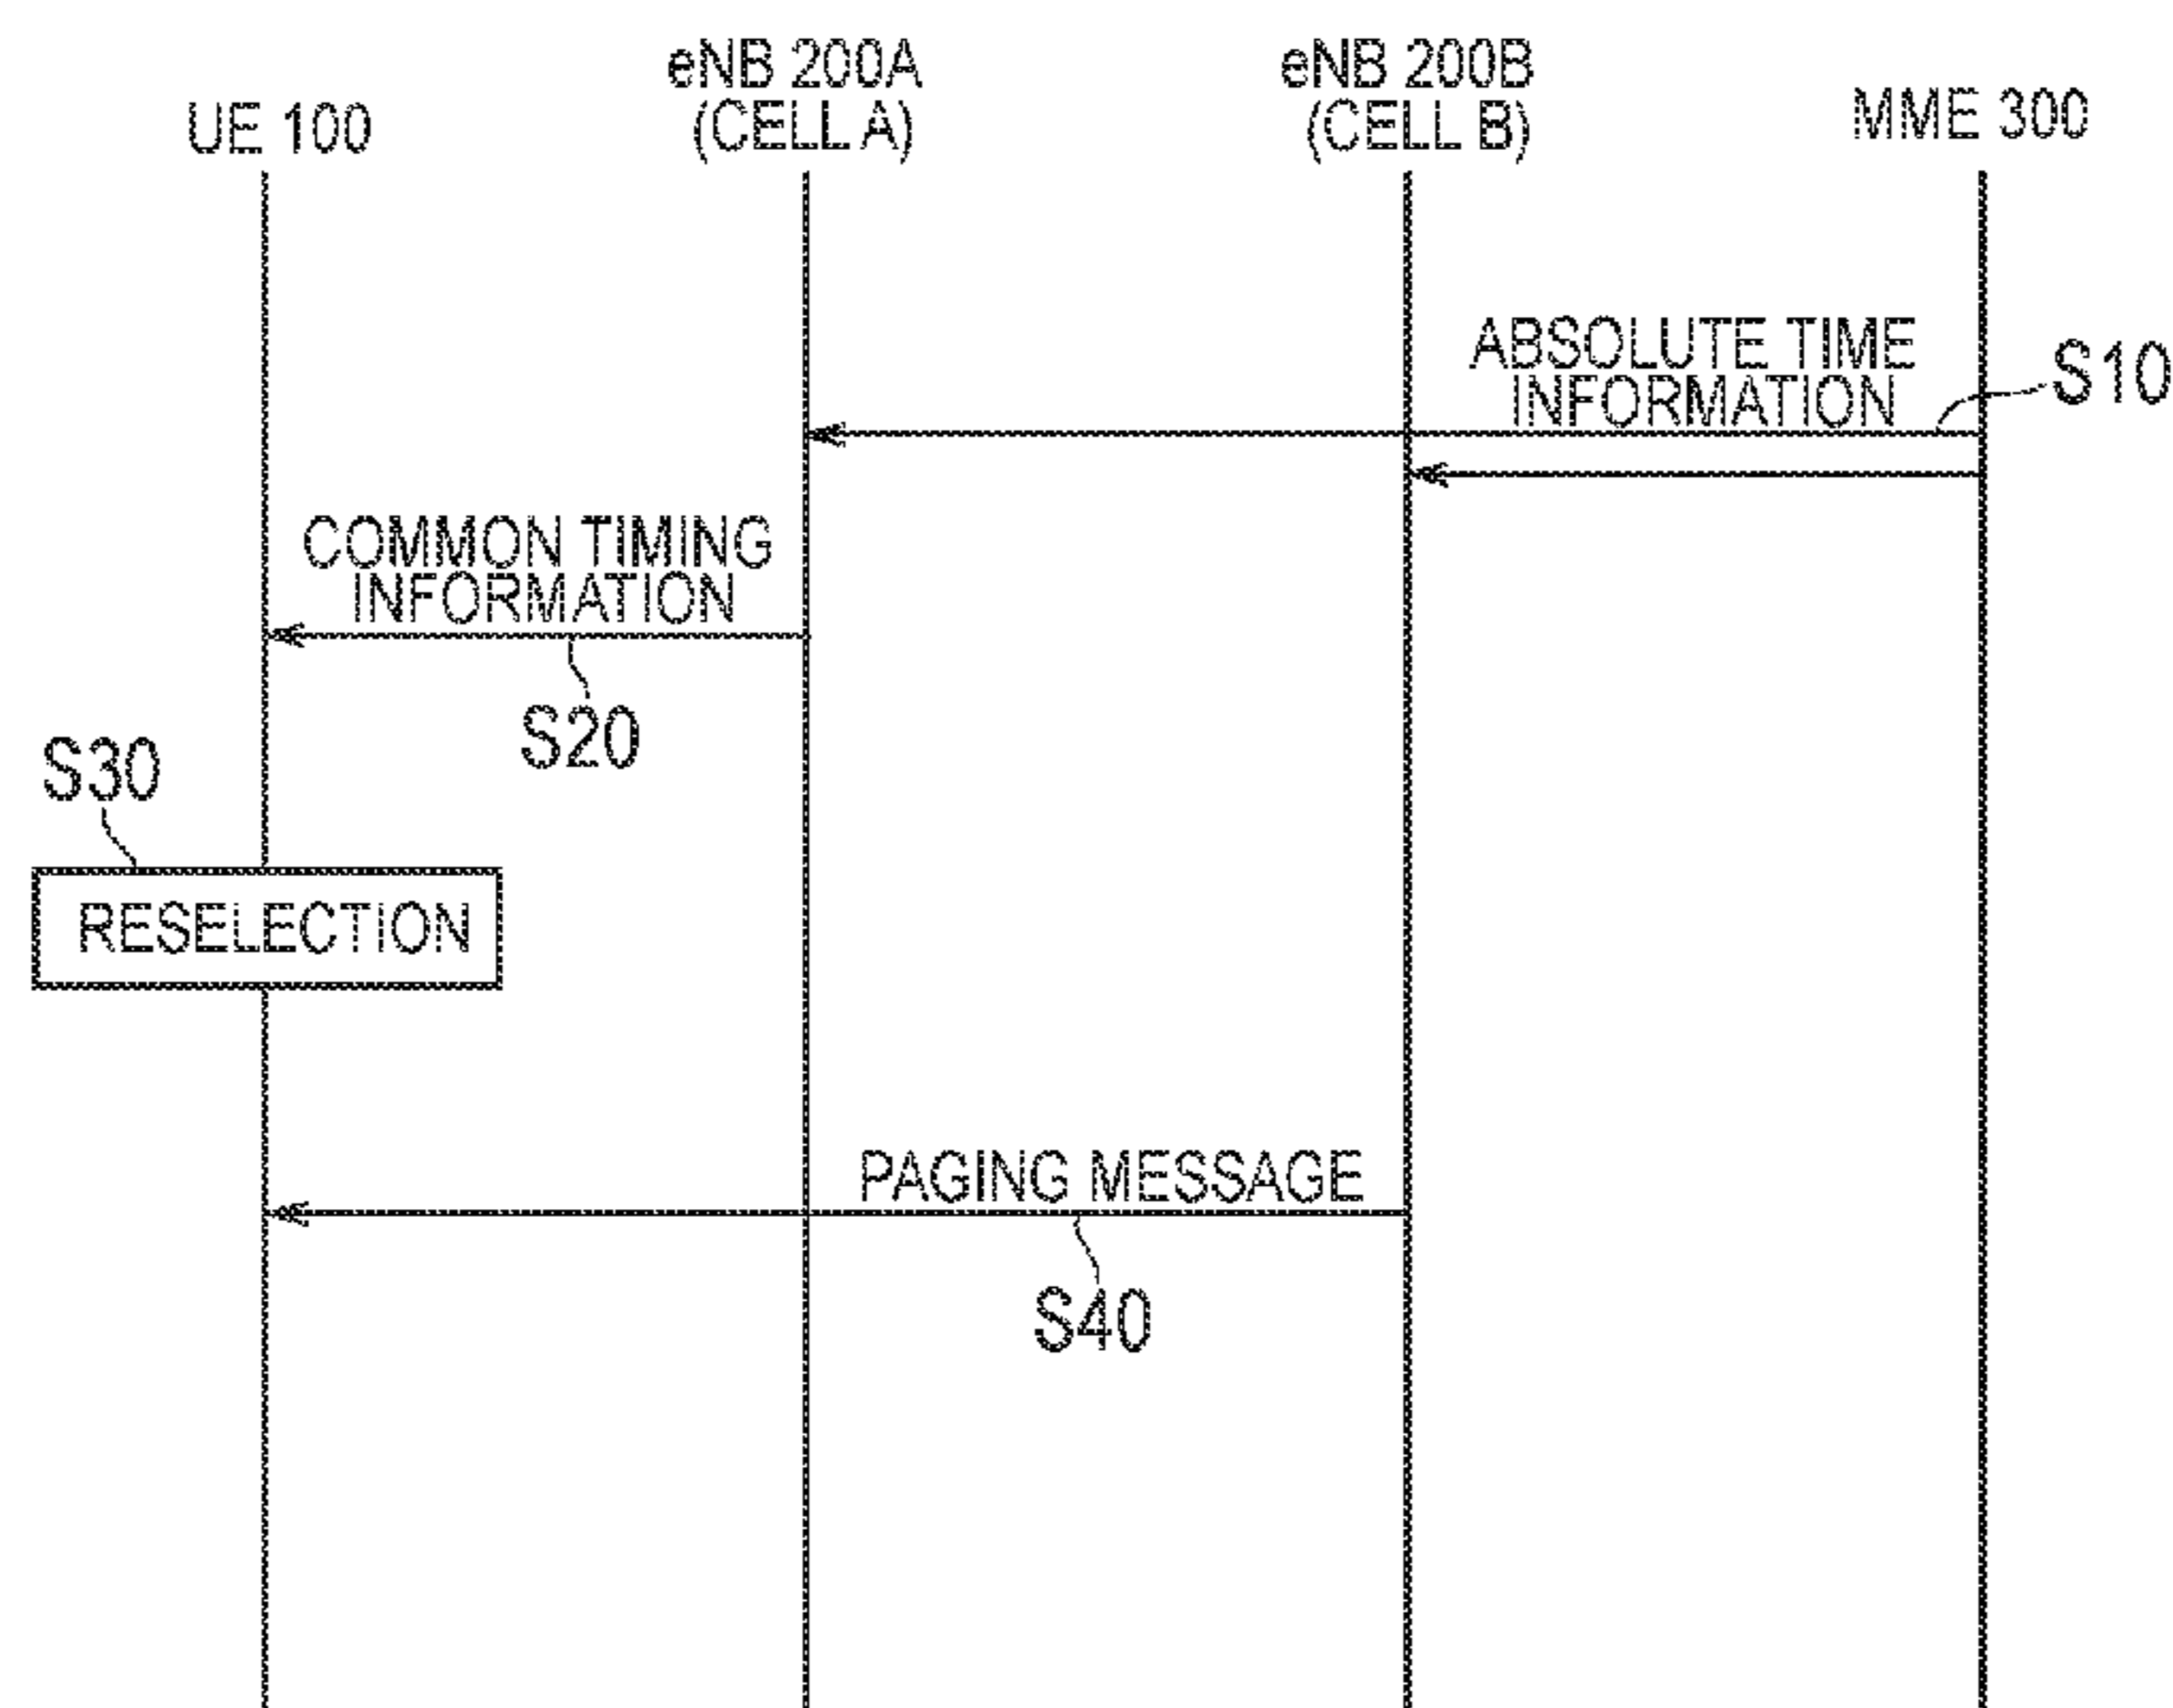 UE 100
eNB 200A
(CELL A)
eNB 200B
(CELL B)
MME 300
ABSOLUTE TIME
INFORMATION
S10
COMMON TIMING
INFORMATION
S20
S30
RESELECTION
PAGING MESSAGE
S40